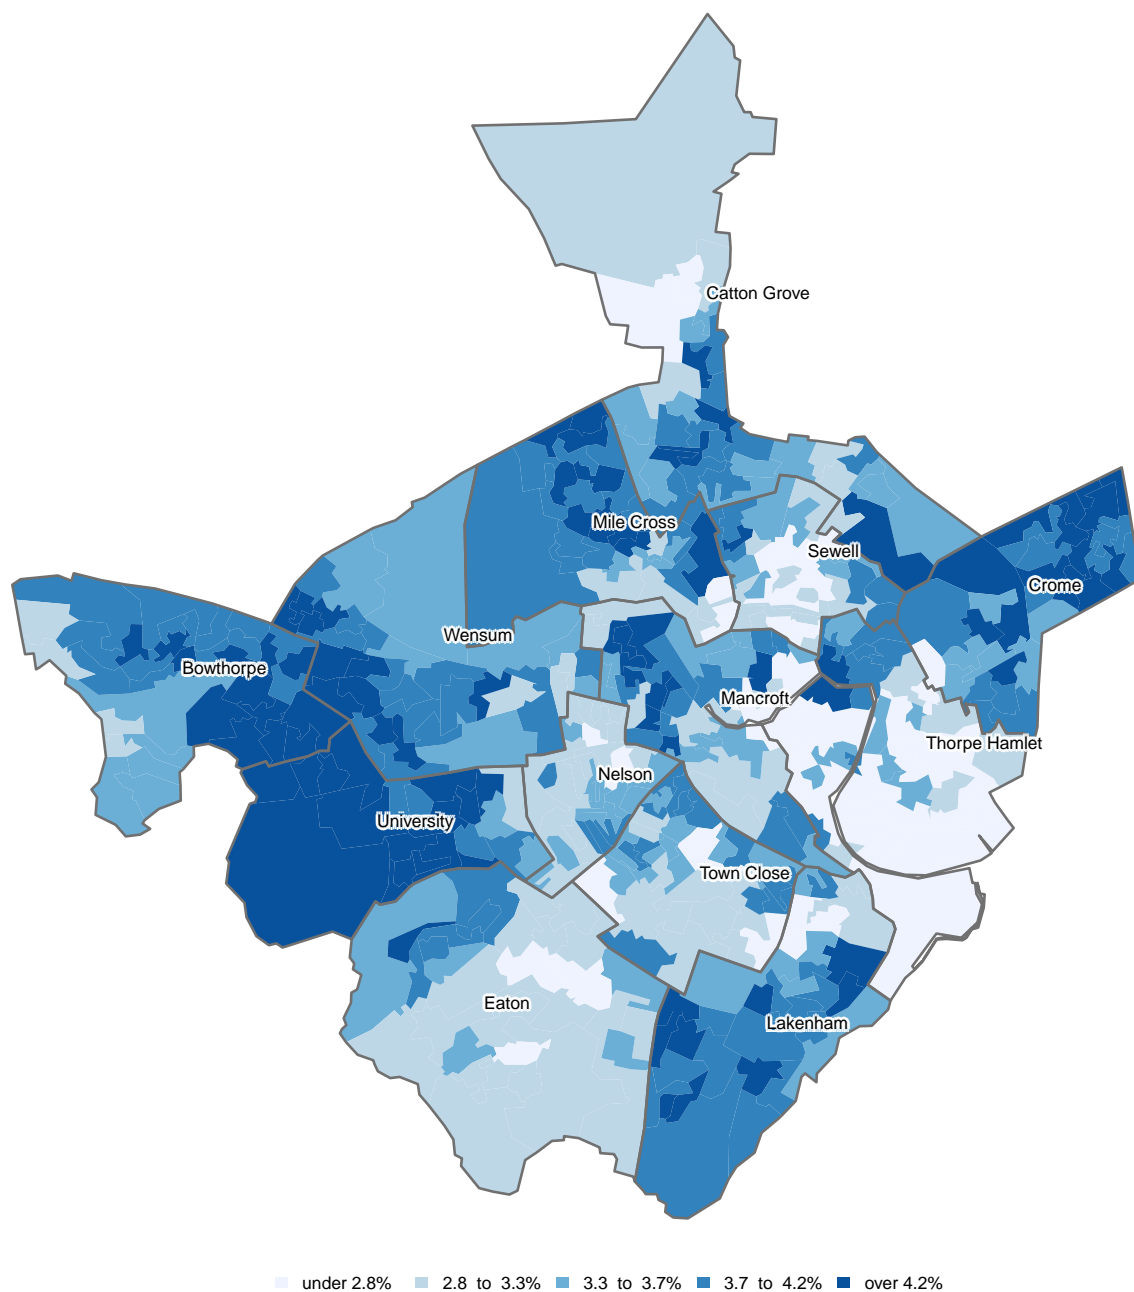 Catton Grove
Mile Cross
Sewell
Crome
Wensum
Bowthorpe
Mancroft
Thorpe Hamlet
Nelson
University
Town Close
Eaton
Lakenham
under 2.8% 2.8 to 3.3% 3.3 to 3.7% 3.7 to 4.2% over 4.2%